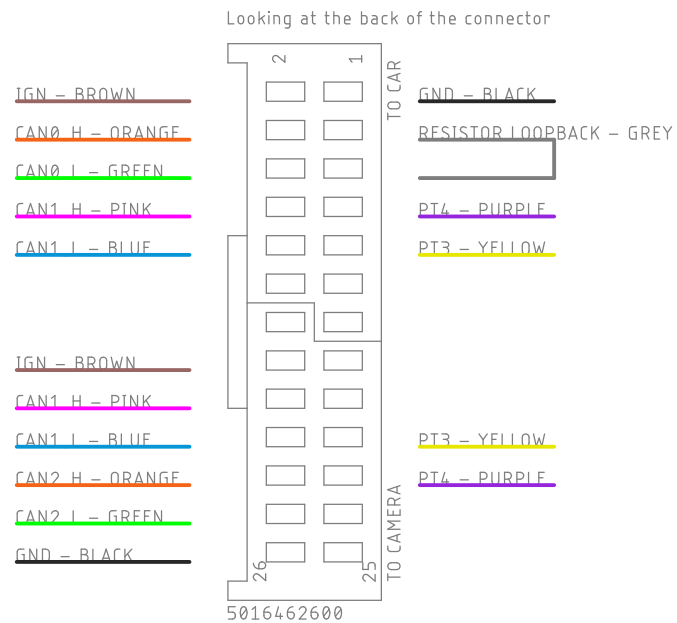 Looking at the back of the connector
2 1
TO CAR
IGN - BROWN
GND - BLACK
CAN0 H - ORANGE
RESISTOR LOOPBACK - GREY
CAN0 L - GREEN
CAN1 H - PINK
PT4 - PURPLE
CAN1 L - BLUE
PT3 - YELLOW
IGN - BROWN
CAN1 H - PINK
CAN1 L - BLUE
PT3 - YELLOW
CAN2 H - ORANGE
PT4 - PURPLE
CAN2 L - GREEN
TO CAMERA
GND - BLACK
26 25
5016462600